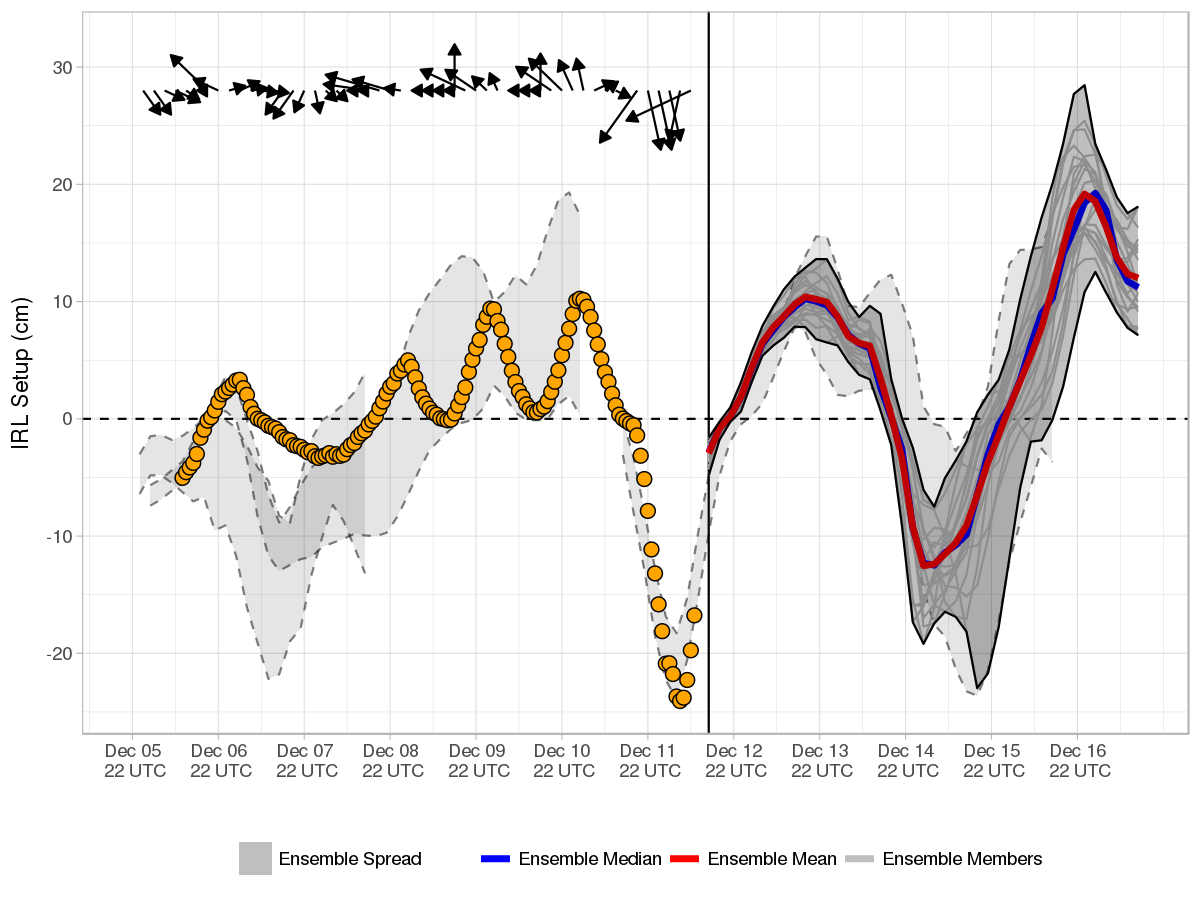 IRL Setup (cm)
30
20
10
0
-10
-20
Dec 05 Dec 06 Dec 07 Dec 08 Dec 09 Dec 10 Dec 11 Dec 12 Dec 13 Dec 14 Dec 15 Dec 16
22 UTC 22 UTC 22 UTC 22 UTC 22 UTC 22 UTC 22 UTC 22 UTC 22 UTC 22 UTC 22 UTC 22 UTC
Ensemble Spread Ensemble Median Ensemble Mean Ensemble Members